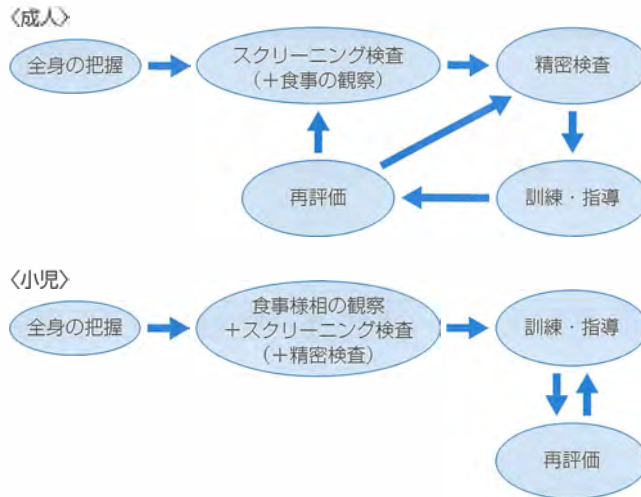 〈成人〉
全身の把握
スクリーニング検査
(+食事の観察)
精密検査
再評価
訓練・指導
〈小児〉
全身の把握
食事様相の観察
+スクリーニング検査
(+精密検査)
訓練・指導
再評価